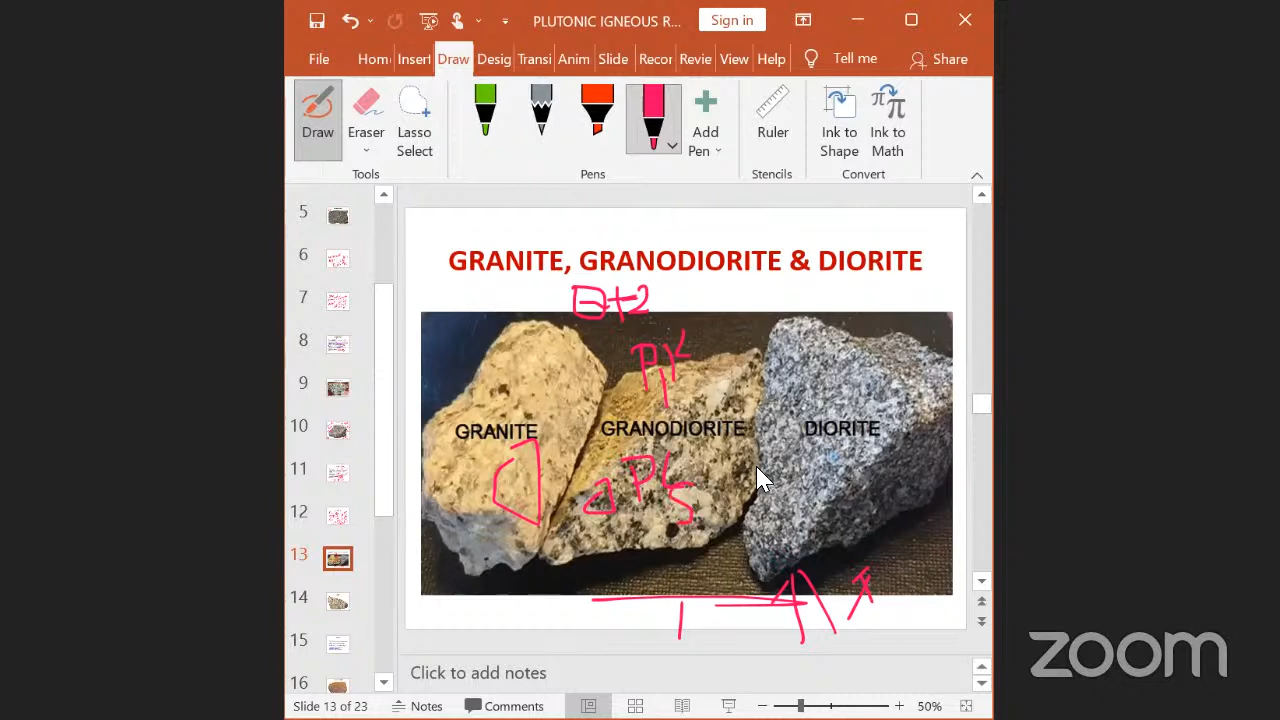 PLUTONIC IGNEOUS R...
Sign in
File Home Insert Draw Desig Transi Anim Slide Recor Revie View Help Tell me Share
Draw Eraser Lasso Select
Add Pen
Ruler
Ink to Shape
Ink to Math
Tools Pens Stencils Convert
5
6
7
8
9
10
11
12
13
14
15
16
GRANITE, GRANODIORITE & DIORITE
GRANITE GRANODIORITE DIORITE
Click to add notes
Slide 13 of 23 Notes Comments 50%
zoom